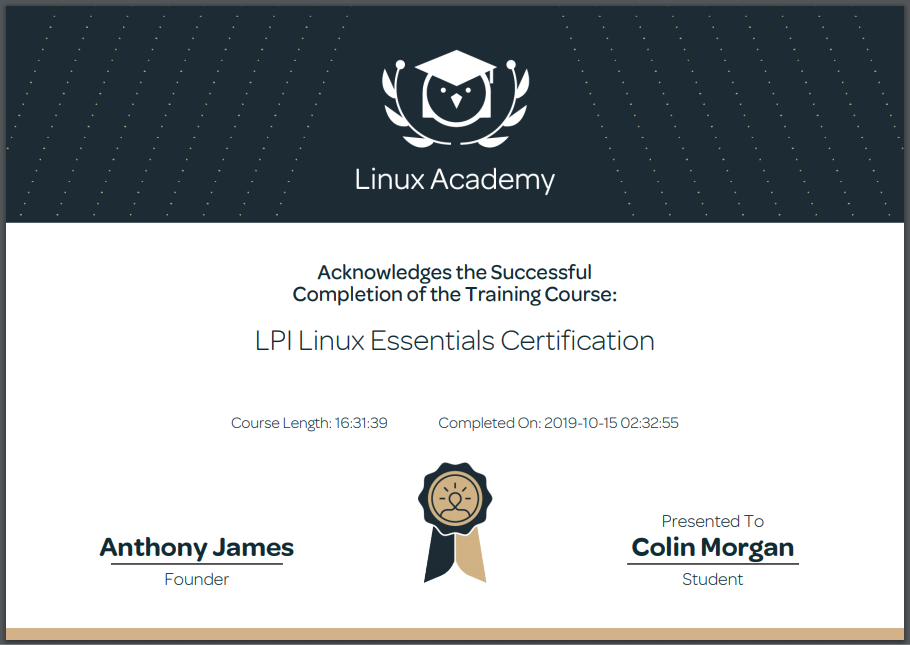 Linux Academy
Acknowledges the Successful
Completion of the Training Course:
LPI Linux Essentials Certification
Course Length: 16:31:39 Completed On: 2019-10-15 02:32:55
Presented To
Anthony James Colin Morgan
Founder Student